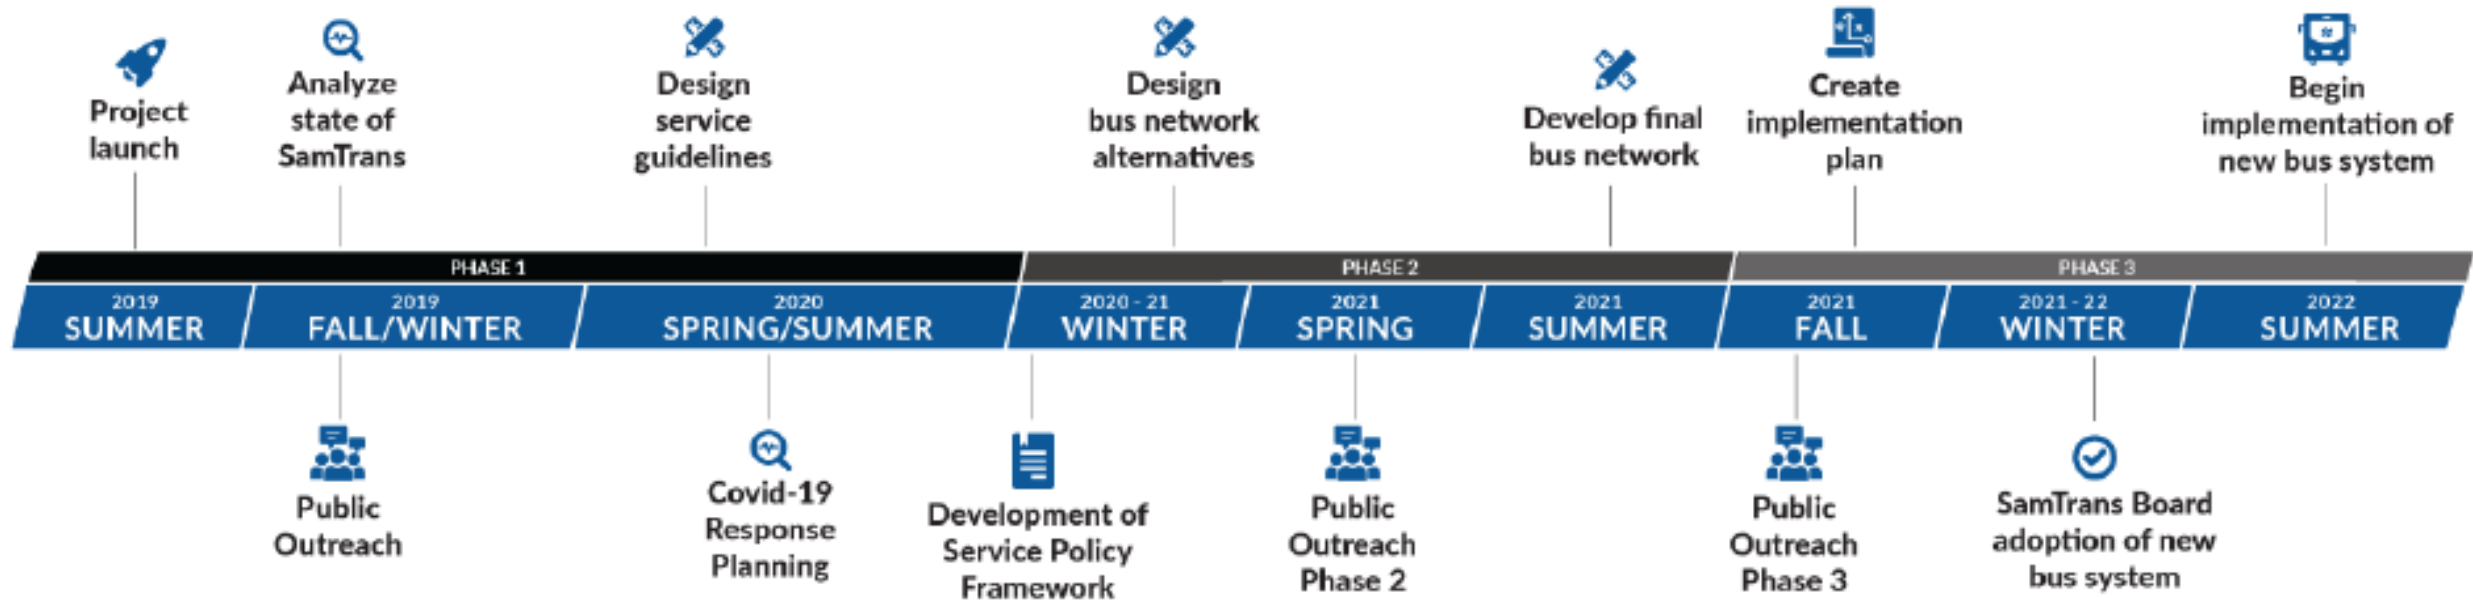 Project
launch
Analyze
state of
SamTrans
Design
service
guidelines
Design
bus network
alternatives
Develop final
bus network
Create
implementation
plan
Begin
implementation of
new bus system
PHASE 1
PHASE 2
PHASE 3
2019
SUMMER
2019
FALL/WINTER
2020
SPRING/SUMMER
2020 - 21
WINTER
2021
SPRING
2021
SUMMER
2021
FALL
2021 - 22
WINTER
2022
SUMMER
Public
Outreach
Covid-19
Response
Planning
Development of
Service Policy
Framework
Public
Outreach
Phase 2
Public
Outreach
Phase 3
SamTrans Board
adoption of new
bus system